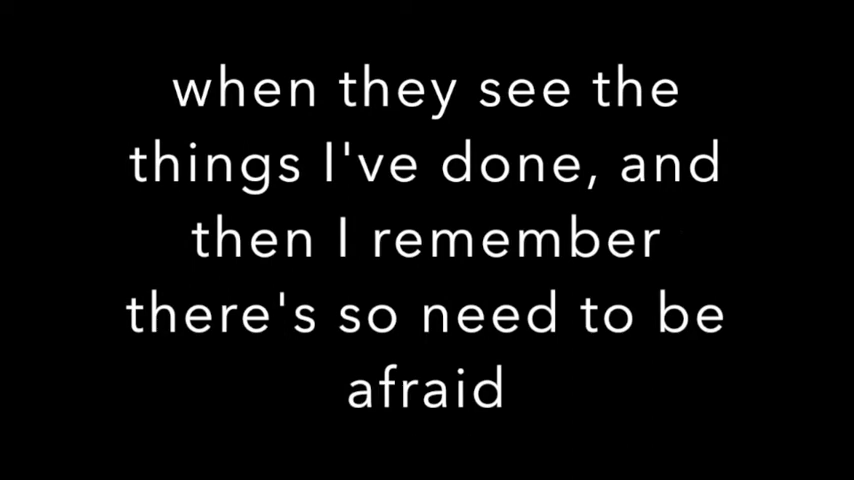 when they see the
things I've done, and
then I remember
there's so need to be
afraid